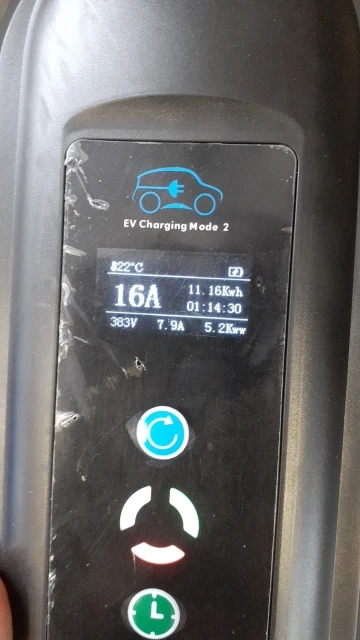 EV Charging Mode 2
22°C
16A
11.16Kwh
01:14:30
383V 7.9A 5.2Kww